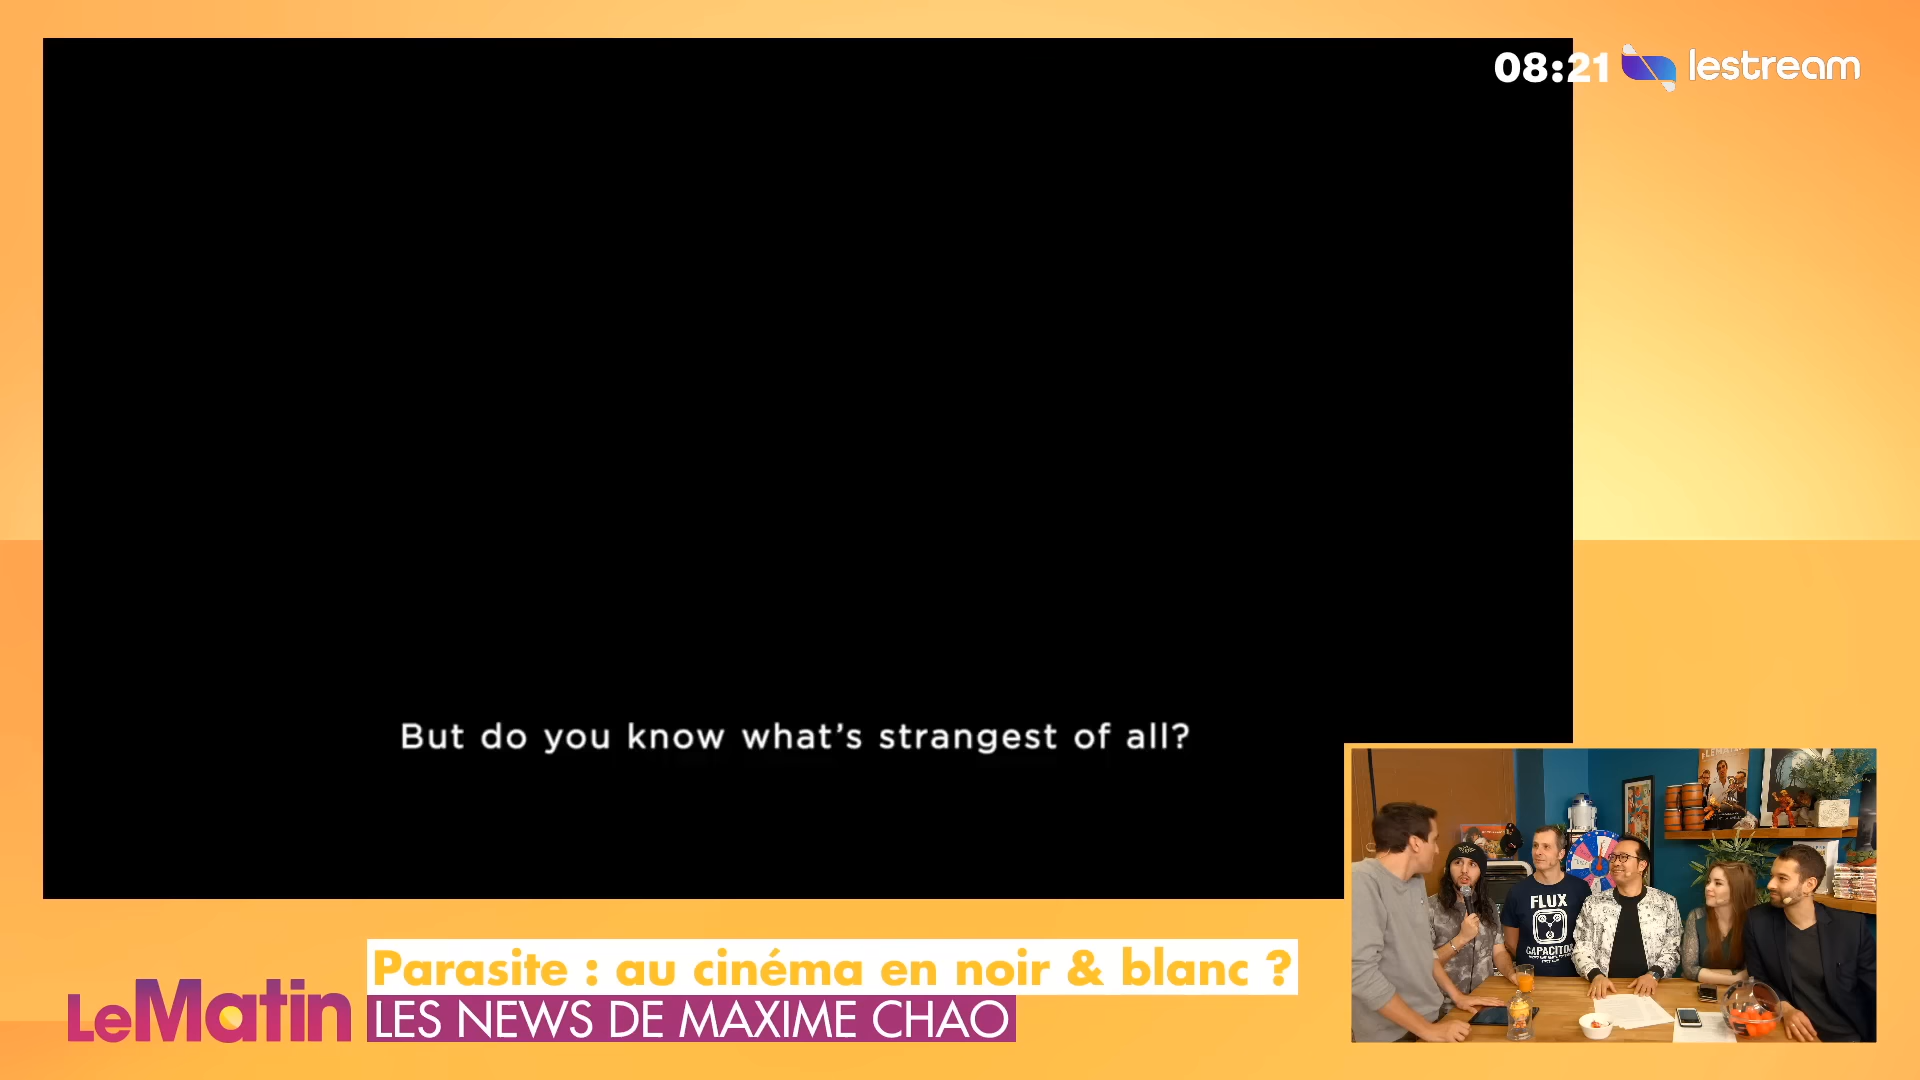 08:21 lestream
But do you know what's strangest of all?
FLUX
CAPACITO
Parasite : au cinéma en noir & blanc ?
LeMatin
LES NEWS DE MAXIME CHAO